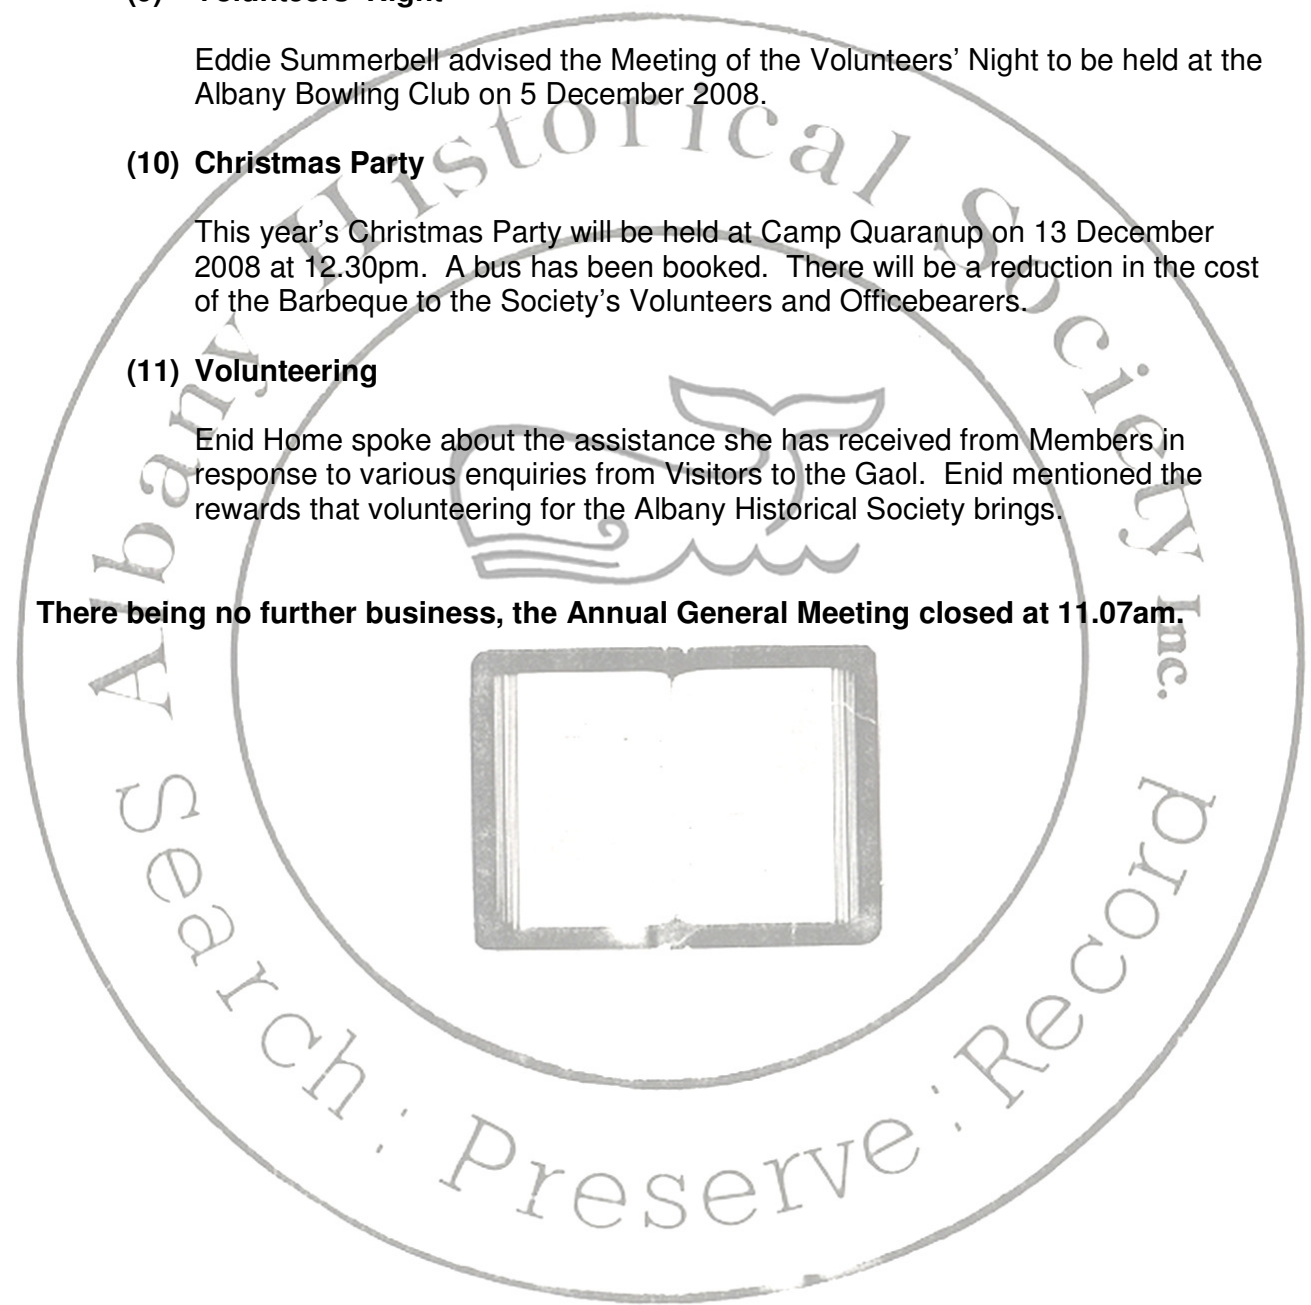 (9) Volunteers' Night
Eddie Summerbell advised the Meeting of the Volunteers' Night to be held at the
Albany Bowling Club on 5 December 2008.
(10) Christmas Party
This year's Christmas Party will be held at Camp Quaranup on 13 December
2008 at 12.30pm. A bus has been booked. There will be a reduction in the cost
of the Barbeque to the Society's Volunteers and Officebearers.
(11) Volunteering
Enid Home spoke about the assistance she has received from Members in
response to various enquiries from Visitors to the Gaol. Enid mentioned the
rewards that volunteering for the Albany Historical Society brings.
There being no further business, the Annual General Meeting closed at 11.07am.
Albany Historical Society Inc.
Search : Preserve : Record